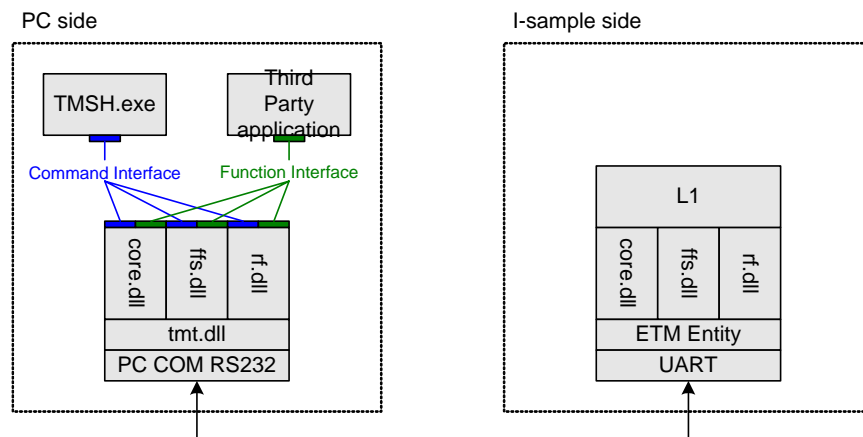 PC side
I-sample side
TMSH.exe
Third
Party
application
Command Interface
Function Interface
core.dll
ffs.dll
rf.dll
tmt.dll
PC COM RS232
L1
core.dll
ffs.dll
rf.dll
ETM Entity
UART